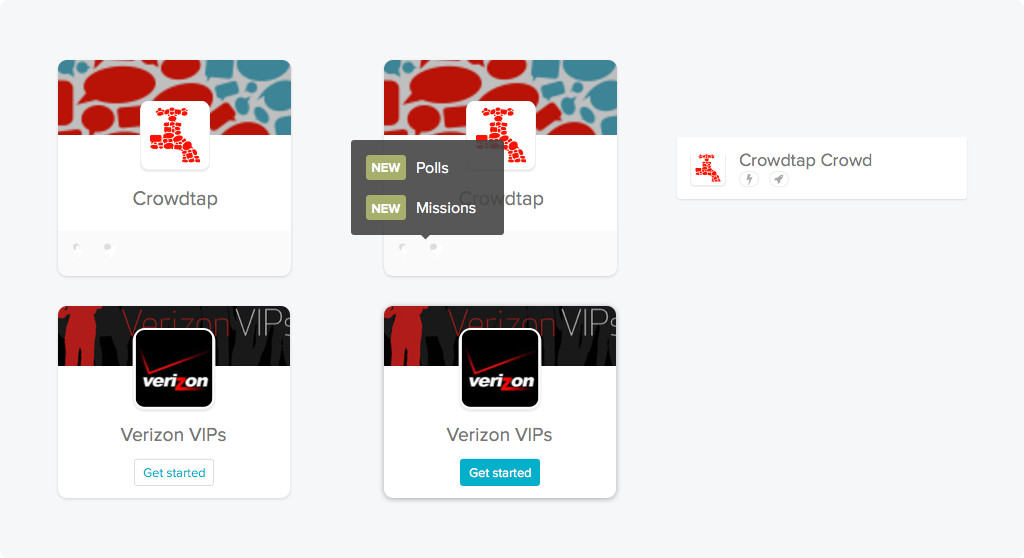 Crowdtap
NEW Polls
NEW Missions
Crowdtap
Crowdtap Crowd
Verizon VIPs
verizon
Verizon VIPs
Get started
Verizon VIPs
verizon
Verizon VIPs
Get started